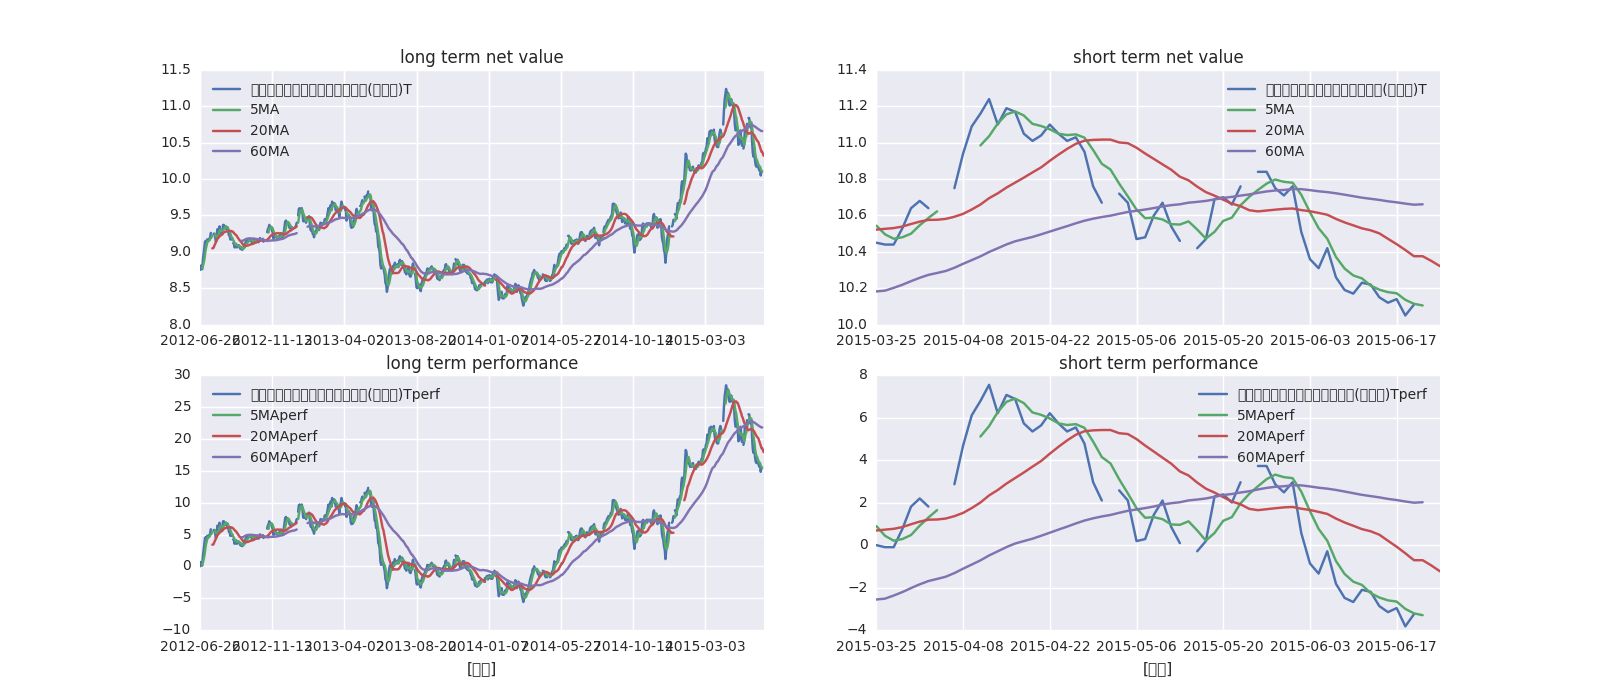 long term net value
11.5
11.0
10.5
10.0
9.5
9.0
8.5
8.0
T
5MA
20MA
60MA
2012-06-26 2012-11-13 2013-04-02 2013-08-20 2014-01-07 2014-05-27 2014-10-14 2015-03-03
short term net value
11.4
11.2
11.0
10.8
10.6
10.4
10.2
10.0
T
5MA
20MA
60MA
2015-03-25 2015-04-08 2015-04-22 2015-05-06 2015-05-20 2015-06-03 2015-06-17
long term performance
30
25
20
15
10
5
0
−5
−10
Tperf
5MAperf
20MAperf
60MAperf
2012-06-26 2012-11-13 2013-04-02 2013-08-20 2014-01-07 2014-05-27 2014-10-14 2015-03-03
short term performance
8
6
4
2
0
−2
−4
Tperf
5MAperf
20MAperf
60MAperf
2015-03-25 2015-04-08 2015-04-22 2015-05-06 2015-05-20 2015-06-03 2015-06-17